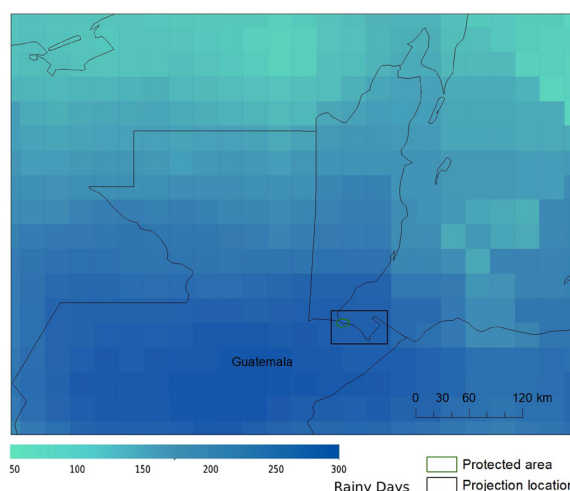 Guatemala
0 30 60 120 km
50 100 150 200 250 300
Protected area
Rainy Days
Projection location